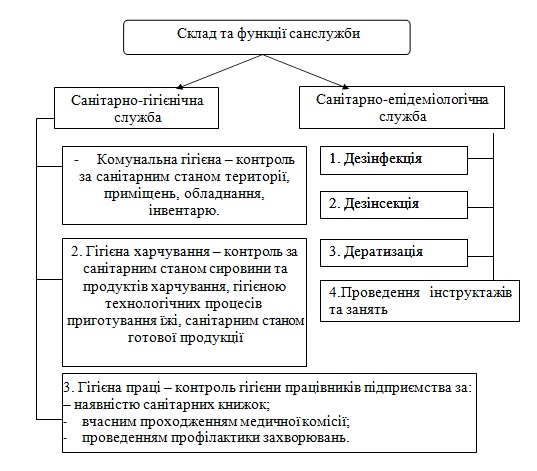 Склад та функції санслужби
Санітарно-гігієнічна
служба
Санітарно-епідеміологічна
служба
- Комунальна гігієна – контроль
за санітарним станом території,
приміщень, обладнання,
інвентарю.
2. Гігієна харчування – контроль за
санітарним станом сировини та
продуктів харчування, гігієною
технологічних процесів
приготування їжі, санітарним станом
готової продукції
3. Гігієна праці – контроль гігієни працівників підприємства за:
– наявністю санітарних книжок;
- вчасним проходженням медичної комісії;
- проведенням профілактики захворювань.
1. Дезінфекція
2. Дезінсекція
3. Дератизація
4.Проведення інструктажів
та занять